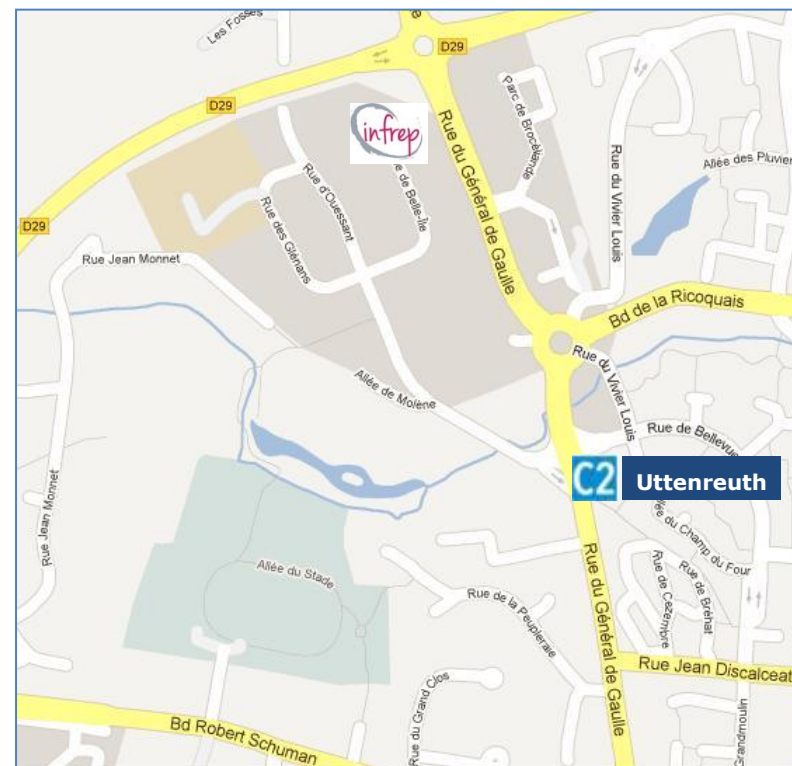 Les Fosses
D29
D29
D29
infrep
Parc de Brocéliande
Rue du Général de Gaulle
Rue d'Ouessant
de Belle-Ile
Rue des Glénans
Rue Jean Monnet
Rue du Vivier Louis
Allée des Pluvier
Bd de la Ricoquais
Rue du Vivier Louis
Allée de Molène
Rue de Bellevue
C2 Uttenreuth
Rue Jean Monnet
Allée du Stade
Rue de la Peupleraie
Rue du Général de Gaulle
du Champ du Four
Rue de Cézembre
Rue de Bréhat
Rue Jean Discalceat
Rue du Grand Clos
Grandmoulin
Bd Robert Schuman